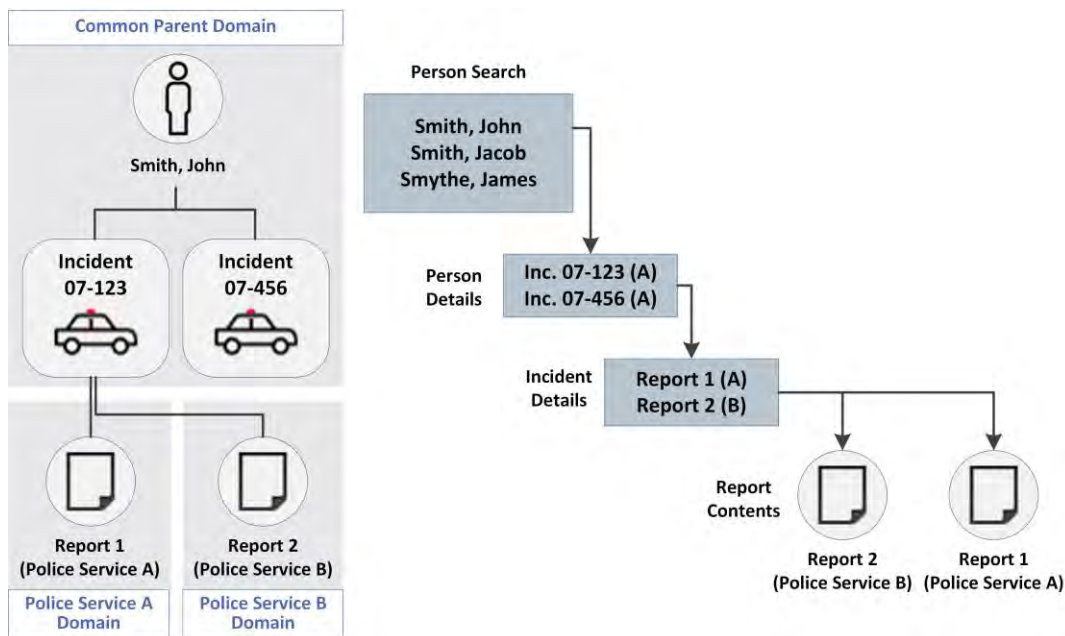 Common Parent Domain
Smith, John
Incident
07-123
Incident
07-456
Report 1
(Police Service A)
Report 2
(Police Service B)
Police Service A
Domain
Police Service B
Domain
Person Search
Smith, John
Smith, Jacob
Smythe, James
Person
Details
Inc. 07-123 (A)
Inc. 07-456 (A)
Incident
Details
Report 1 (A)
Report 2 (B)
Report
Contents
Report 2
(Police Service B)
Report 1
(Police Service A)